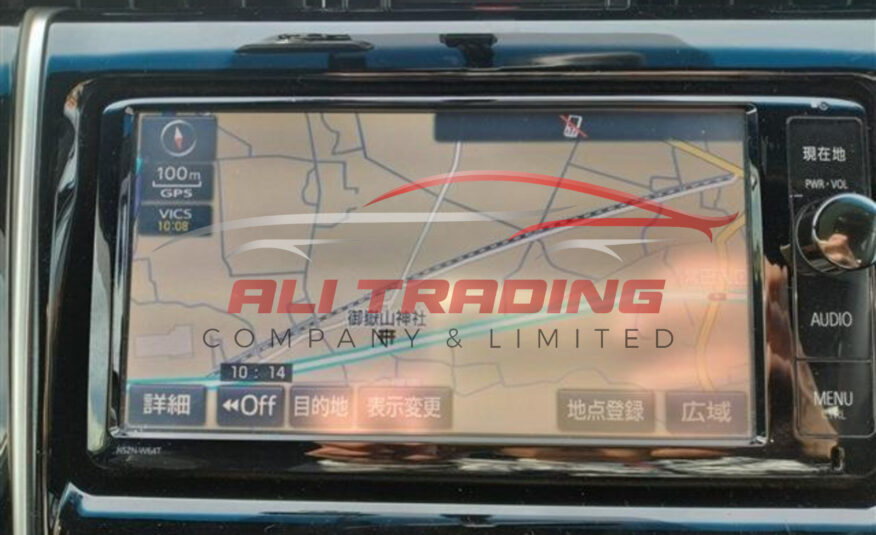 現在地
100m
GPS
PWR・VOL
VICS
10:08
ALI TRADING
御嶽山神社
COMPANY & LIMITED
AUDIO
10:14
詳細
◀◀Off
目的地
表示変更
地点登録
広域
MENU
NSZN-W64T